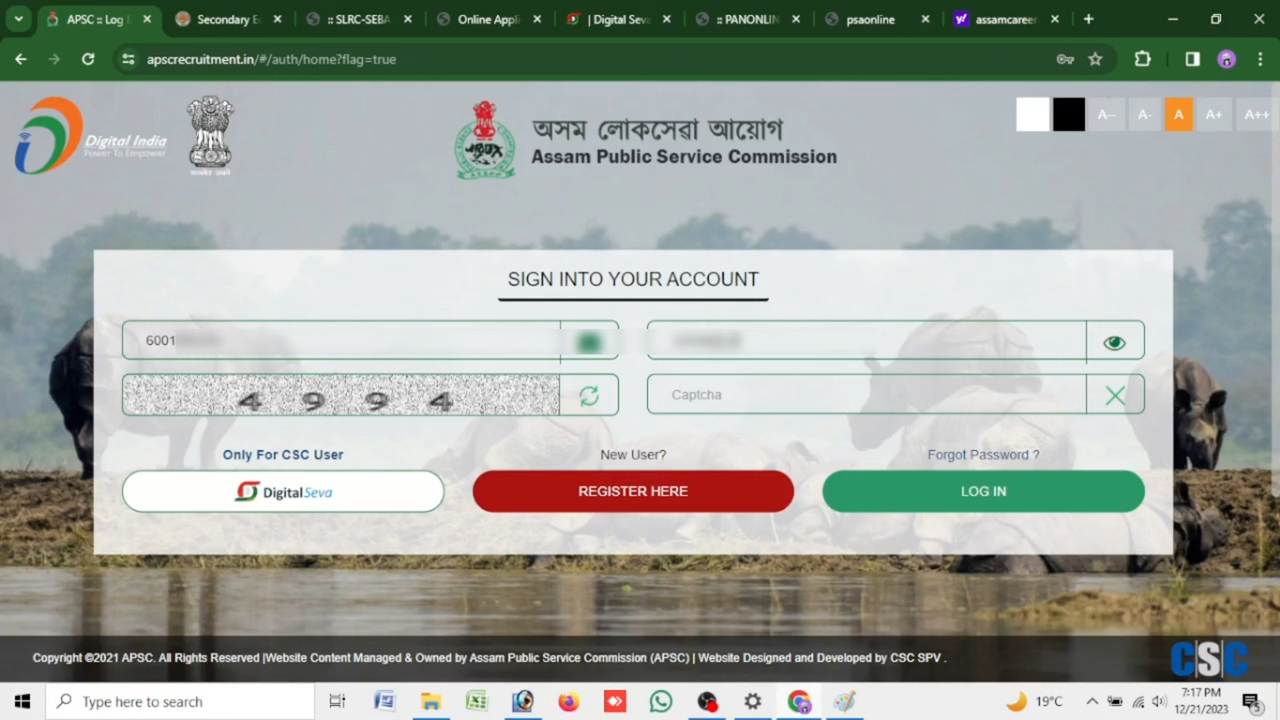 APSC :: Log I
Secondary E
:: SLRC-SEBA
Online Appli
| Digital Seva
:: PANONLIN
psaonline
assamcareer
apscrecruitment.in/#/auth/home?flag=true
Digital India
Power To Empower
অসম লোকসেৱা আয়োগ
Assam Public Service Commission
A--
A-
A
A+
A++
SIGN INTO YOUR ACCOUNT
6001
4 9 9 4
Captcha
Only For CSC User
New User?
Forgot Password ?
DigitalSeva
REGISTER HERE
LOG IN
Copyright ©2021 APSC. All Rights Reserved |Website Content Managed & Owned by Assam Public Service Commission (APSC) | Website Designed and Developed by CSC SPV .
CSC
Type here to search
19°C
7:17 PM
12/21/2023
5